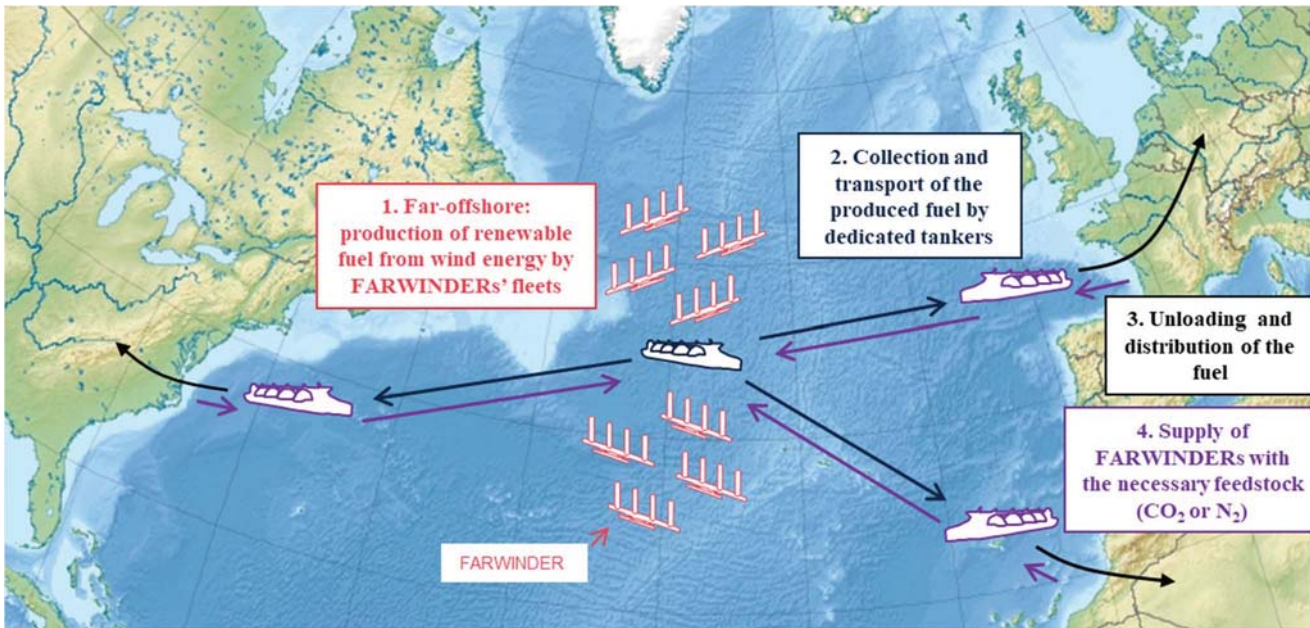 1. Far-offshore:
production of renewable
fuel from wind energy by
FARWINDERs’ fleets
2. Collection and
transport of the
produced fuel by
dedicated tankers
3. Unloading and
distribution of the
fuel
4. Supply of
FARWINDERs with
the necessary feedstock
(CO₂ or N₂)
FARWINDER